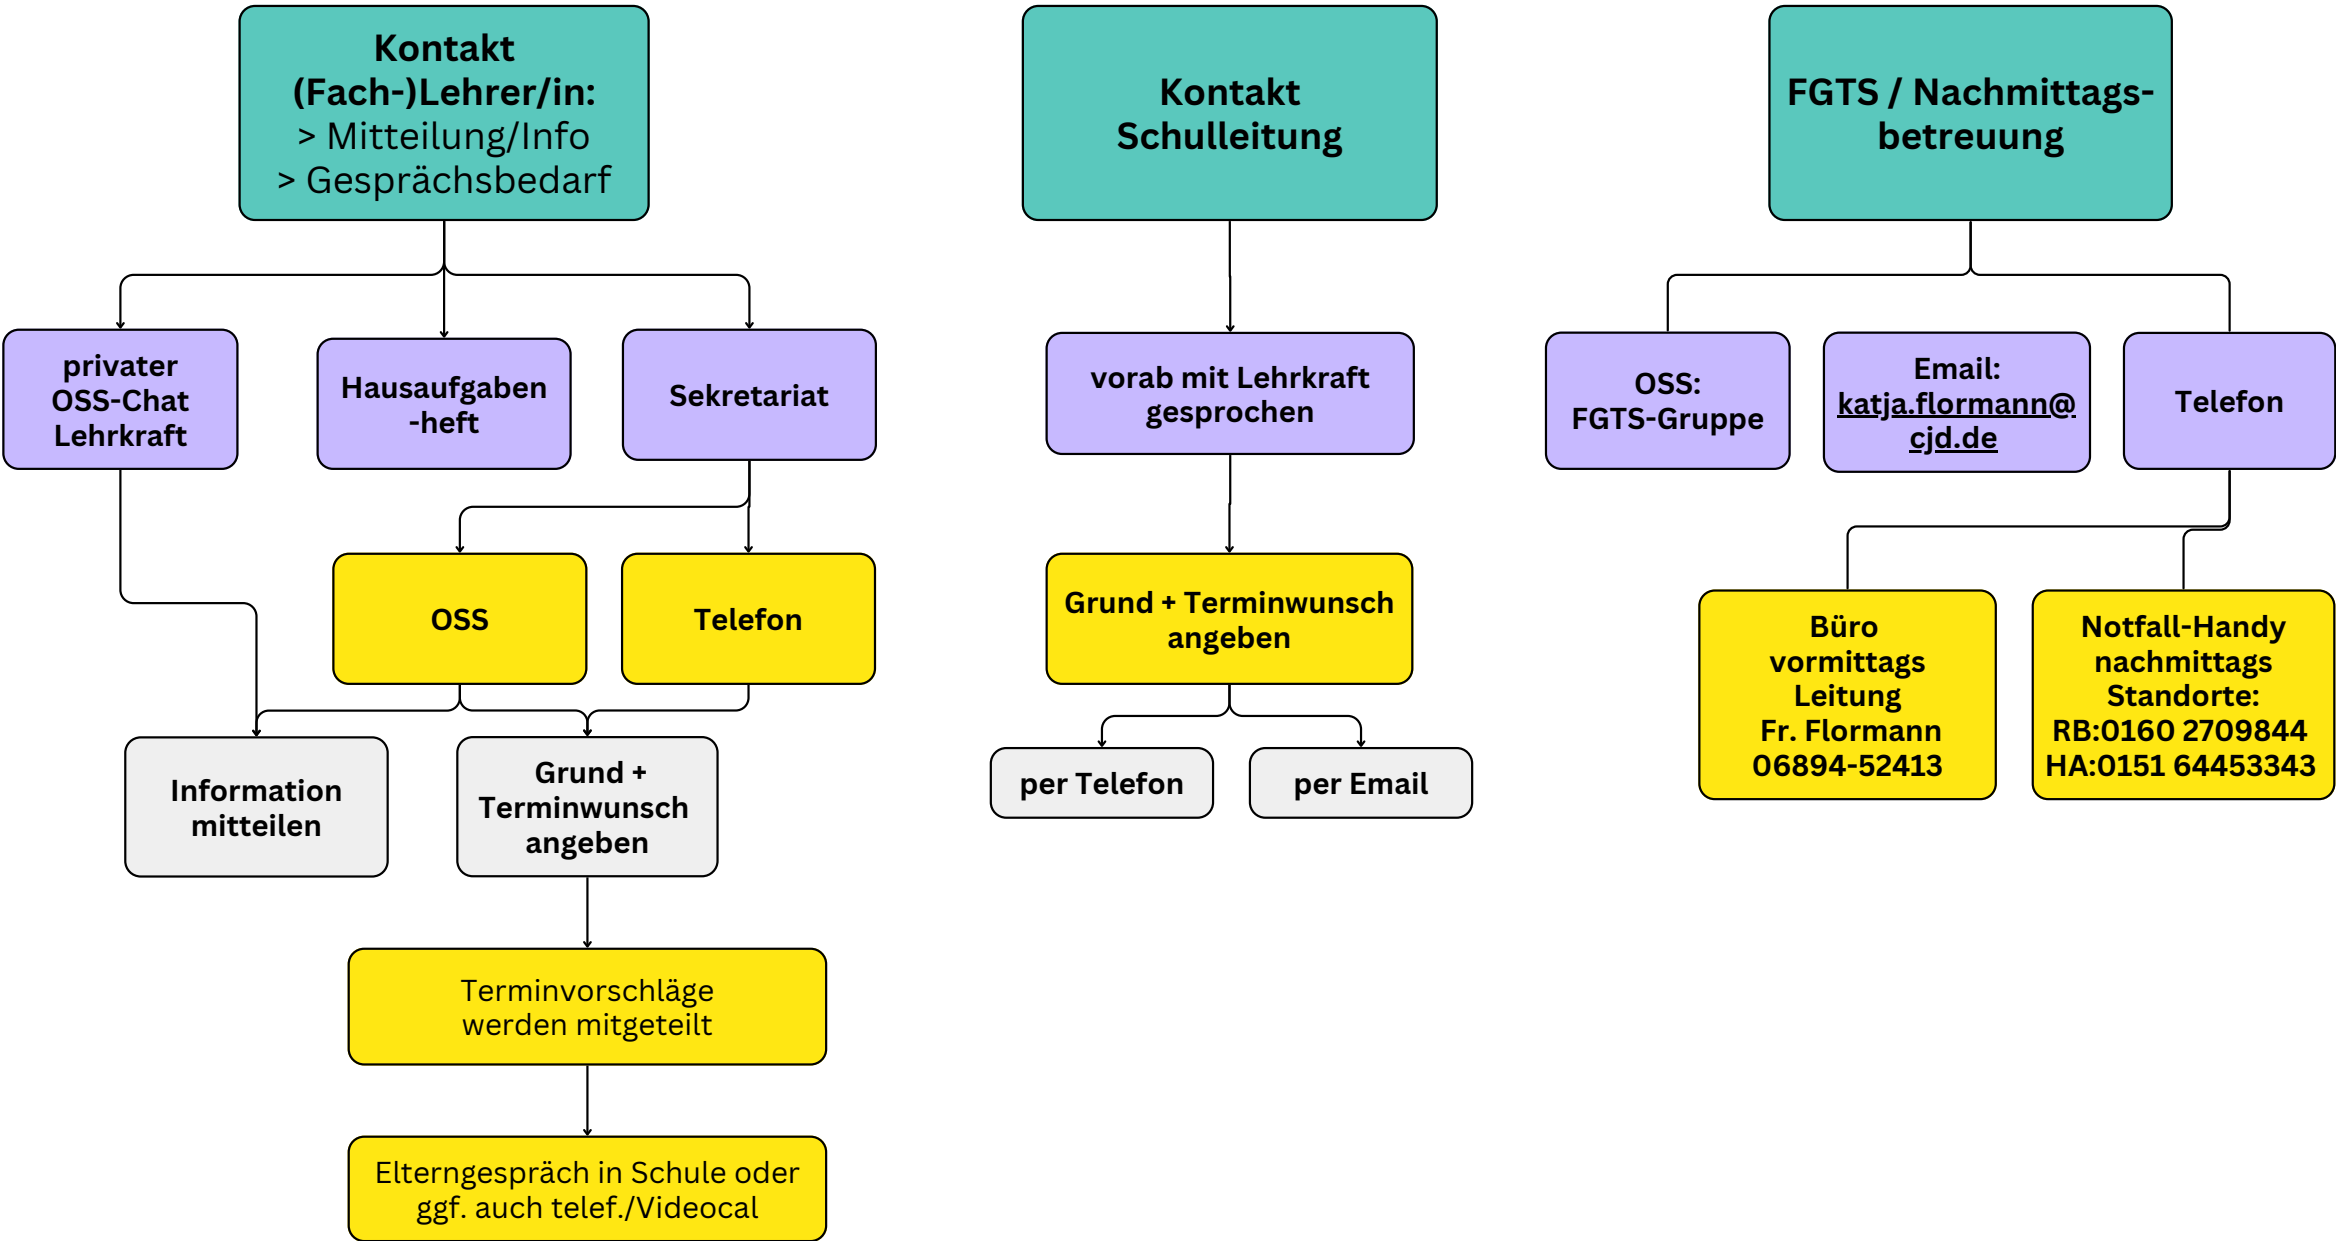 Kontakt
(Fach-)Lehrer/in:
> Mitteilung/Info
> Gesprächsbedarf
privater
OSS-Chat
Lehrkraft
Hausaufgaben
-heft
Sekretariat
OSS
Telefon
Information
mitteilen
Grund +
Terminwunsch
angeben
Terminvorschläge
werden mitgeteilt
Elterngespräch in Schule oder
ggf. auch telef./Videocal
Kontakt
Schulleitung
vorab mit Lehrkraft
gesprochen
Grund + Terminwunsch
angeben
per Telefon
per Email
FGTS / Nachmittags-
betreuung
OSS:
FGTS-Gruppe
Email:
katja.flormann@
cjd.de
Telefon
Büro
vormittags
Leitung
Fr. Flormann
06894-52413
Notfall-Handy
nachmittags
Standorte:
RB:0160 2709844
HA:0151 64453343